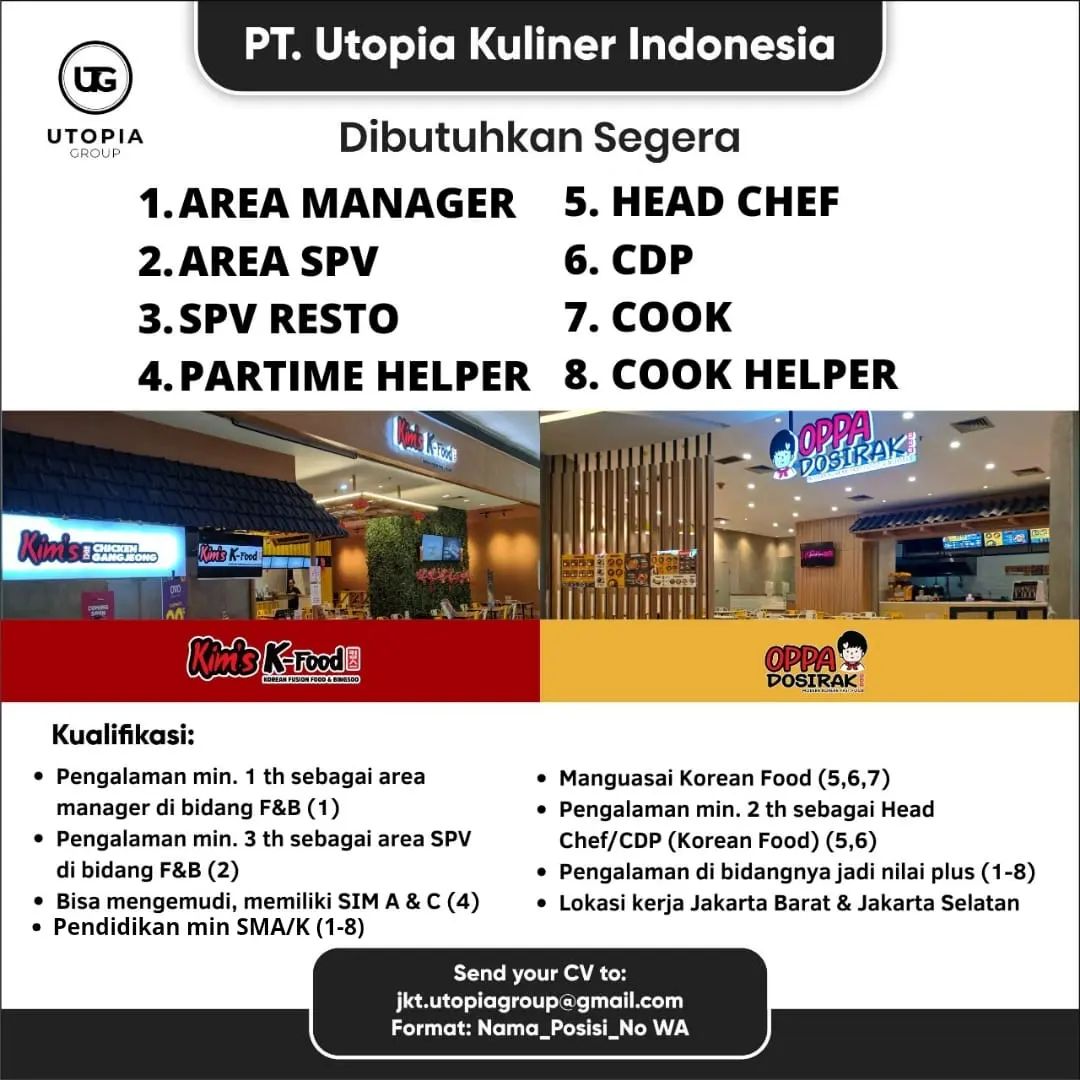 PT. Utopia Kuliner Indonesia
UG
UTOPIA
GROUP
Dibutuhkan Segera
1. AREA MANAGER
2. AREA SPV
3. SPV RESTO
4. PARTIME HELPER
5. HEAD CHEF
6. CDP
7. COOK
8. COOK HELPER
Kim's K-Food
Kim's CHICKEN GANGJEONG
Kim's K-Food
OPPA
DOSIRAK
Kim's K-FOOD
KOREAN FUSION FOOD & BINGSOO
OPPA
DOSIRAK
MODERN KOREAN FAST FOOD
Kualifikasi:
• Pengalaman min. 1 th sebagai area
manager di bidang F&B (1)
• Pengalaman min. 3 th sebagai area SPV
di bidang F&B (2)
• Bisa mengemudi, memiliki SIM A & C (4)
• Pendidikan min SMA/K (1-8)
• Manguasai Korean Food (5,6,7)
• Pengalaman min. 2 th sebagai Head
Chef/CDP (Korean Food) (5,6)
• Pengalaman di bidangnya jadi nilai plus (1-8)
• Lokasi kerja Jakarta Barat & Jakarta Selatan
Send your CV to:
jkt.utopiagroup@gmail.com
Format: Nama_Posisi_No WA